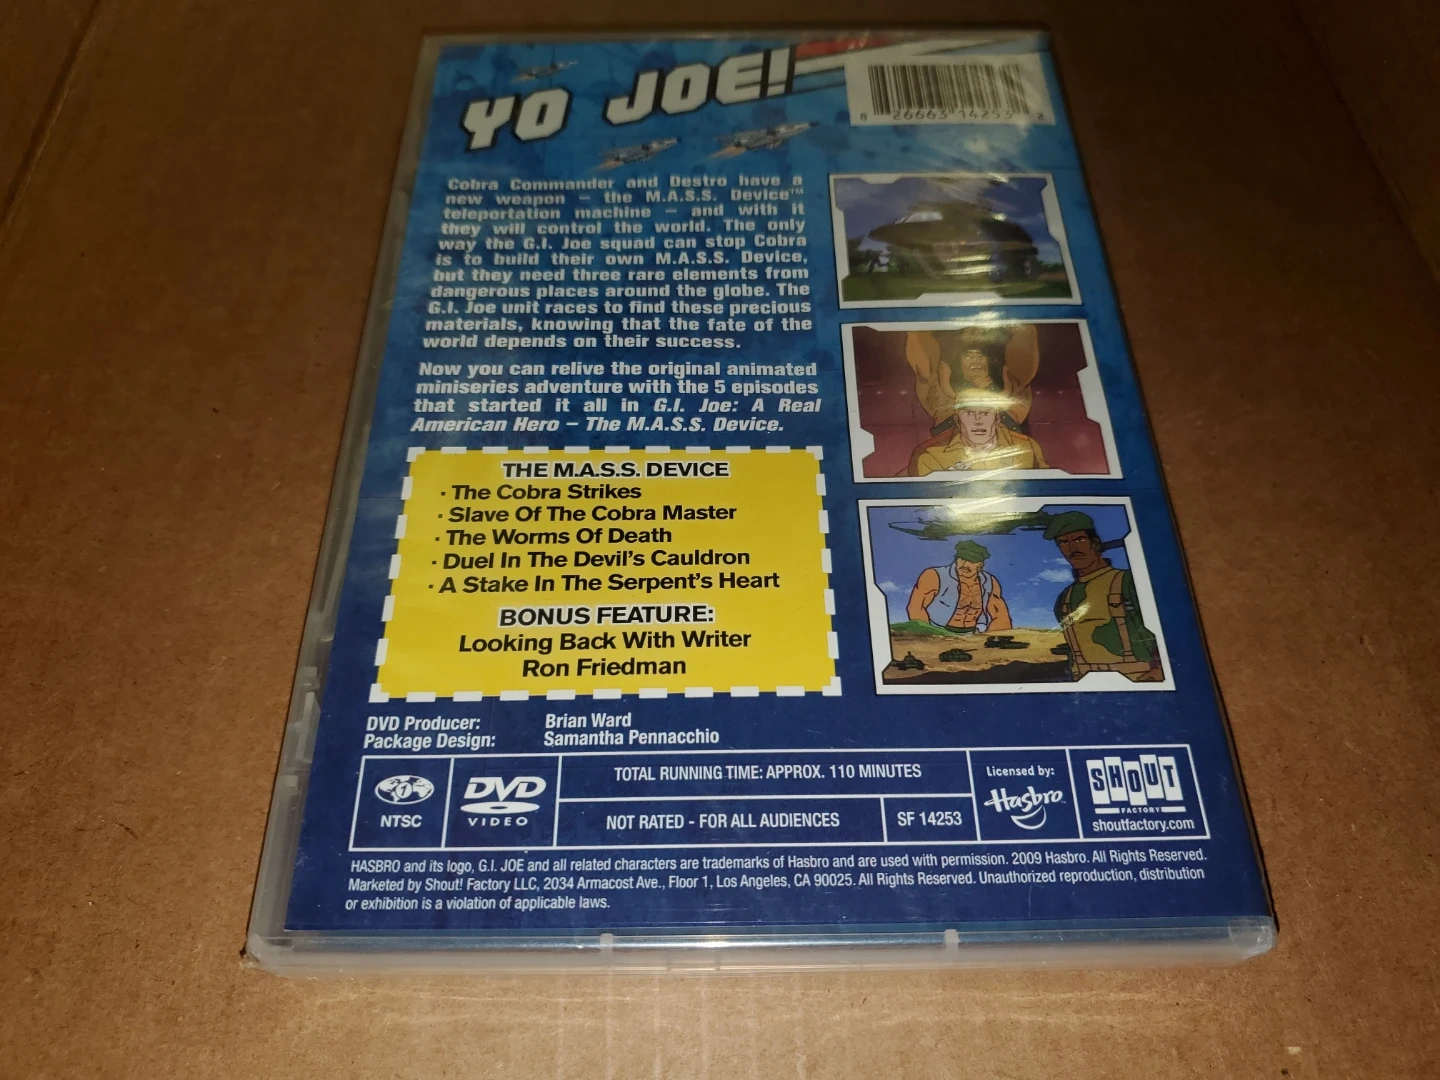 YO JOE!
8 26663 14253 2
Cobra Commander and Destro have a
new weapon – the M.A.S.S. Device™
teleportation machine – and with it
they will control the world. The only
way the G.I. Joe squad can stop Cobra
is to build their own M.A.S.S. Device,
but they need three rare elements from
dangerous places around the globe. The
G.I. Joe unit races to find these precious
materials, knowing that the fate of the
world depends on their success.
Now you can relive the original animated
miniseries adventure with the 5 episodes
that started it all in G.I. Joe: A Real
American Hero – The M.A.S.S. Device.
THE M.A.S.S. DEVICE
· The Cobra Strikes
· Slave Of The Cobra Master
· The Worms Of Death
· Duel In The Devil's Cauldron
· A Stake In The Serpent's Heart
BONUS FEATURE:
Looking Back With Writer
Ron Friedman
DVD Producer: Brian Ward
Package Design: Samantha Pennacchio
1
NTSC
DVD
VIDEO
TOTAL RUNNING TIME: APPROX. 110 MINUTES
NOT RATED - FOR ALL AUDIENCES
SF 14253
Licensed by:
Hasbro
SHOUT
FACTORY
shoutfactory.com
HASBRO and its logo, G.I. JOE and all related characters are trademarks of Hasbro and are used with permission. 2009 Hasbro. All Rights Reserved.
Marketed by Shout! Factory LLC, 2034 Armacost Ave., Floor 1, Los Angeles, CA 90025. All Rights Reserved. Unauthorized reproduction, distribution
or exhibition is a violation of applicable laws.